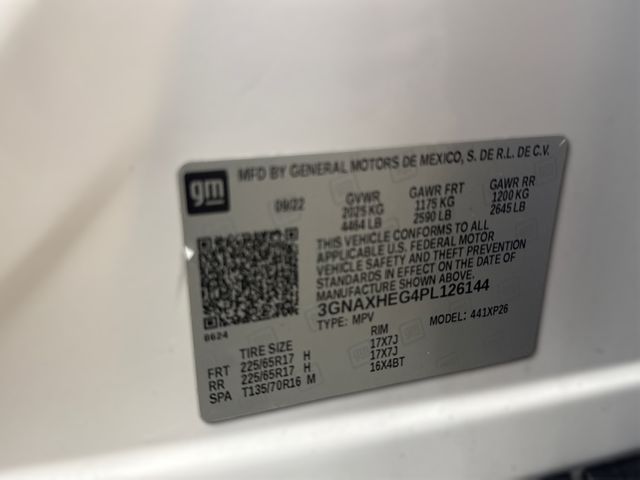 gm
MFD BY GENERAL MOTORS DE MEXICO, S. DE R.L. DE C.V.
09/22 GVWR GAWR FRT GAWR RR
2025 KG 1175 KG 1200 KG
4464 LB 2590 LB 2645 LB
THIS VEHICLE CONFORMS TO ALL
APPLICABLE U.S. FEDERAL MOTOR
VEHICLE SAFETY AND THEFT PREVENTION
STANDARDS IN EFFECT ON THE DATE OF
MANUFACTURE SHOWN ABOVE.
3GNAXHEG4PL126144
TYPE: MPV MODEL: 441XP26
8624
TIRE SIZE RIM
FRT 225/65R17 H 17X7J
RR 225/65R17 H 17X7J
SPA T135/70R16 M 16X4BT